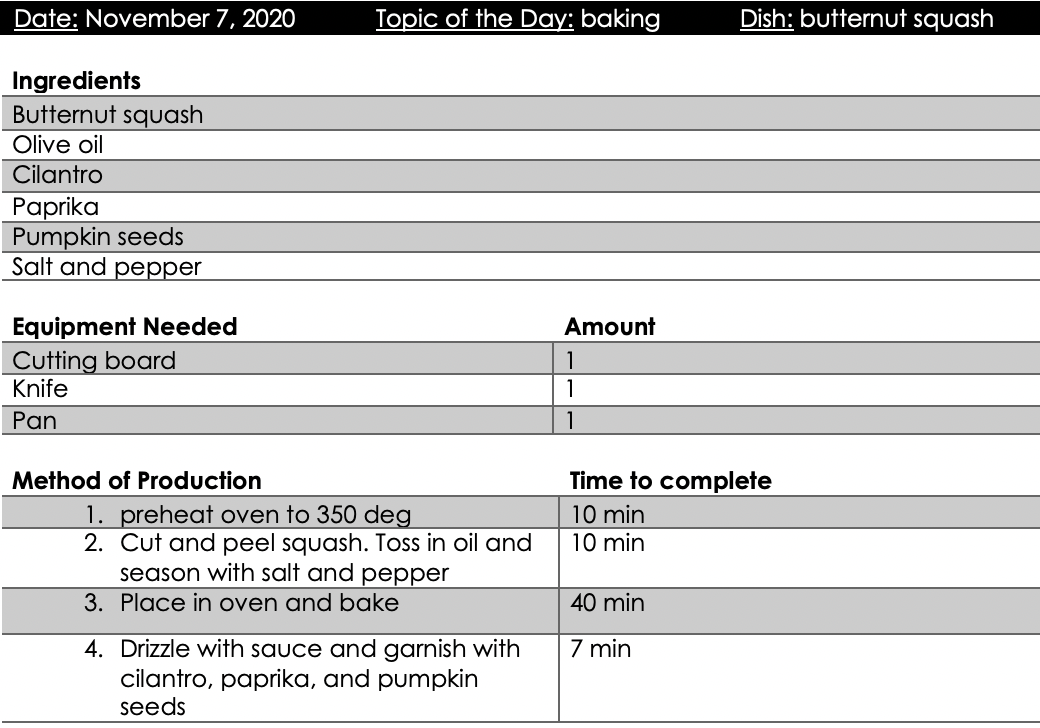 Date: November 7, 2020 Topic of the Day: baking Dish: butternut squash
Ingredients
Butternut squash
Olive oil
Cilantro
Paprika
Pumpkin seeds
Salt and pepper
Equipment Needed Amount
Cutting board 1
Knife 1
Pan 1
Method of Production Time to complete
1. preheat oven to 350 deg 10 min
2. Cut and peel squash. Toss in oil and 10 min
season with salt and pepper
3. Place in oven and bake 40 min
4. Drizzle with sauce and garnish with 7 min
cilantro, paprika, and pumpkin
seeds